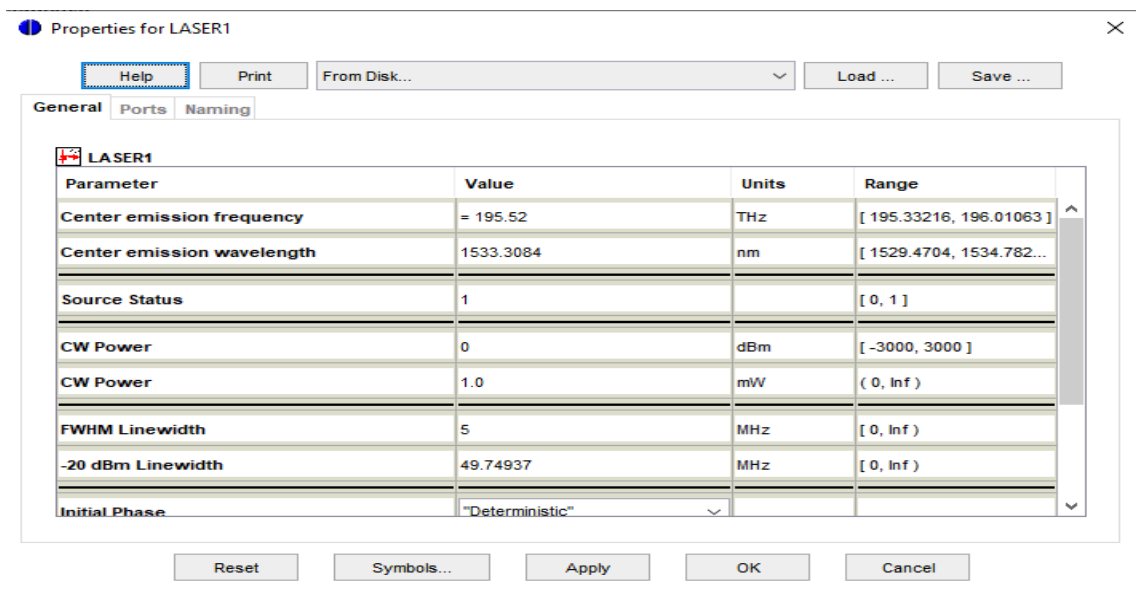 Properties for LASER1
Help Print From Disk... Load ... Save ...
General Ports Naming
LASER1
Parameter Value Units Range
Center emission frequency = 195.52 THz [ 195.33216, 196.01063 ]
Center emission wavelength 1533.3084 nm [ 1529.4704, 1534.782...
Source Status 1 [ 0, 1 ]
CW Power 0 dBm [ -3000, 3000 ]
CW Power 1.0 mW ( 0, Inf )
FWHM Linewidth 5 MHz [ 0, Inf )
-20 dBm Linewidth 49.74937 MHz [ 0, Inf )
Initial Phase "Deterministic"
Reset Symbols... Apply OK Cancel